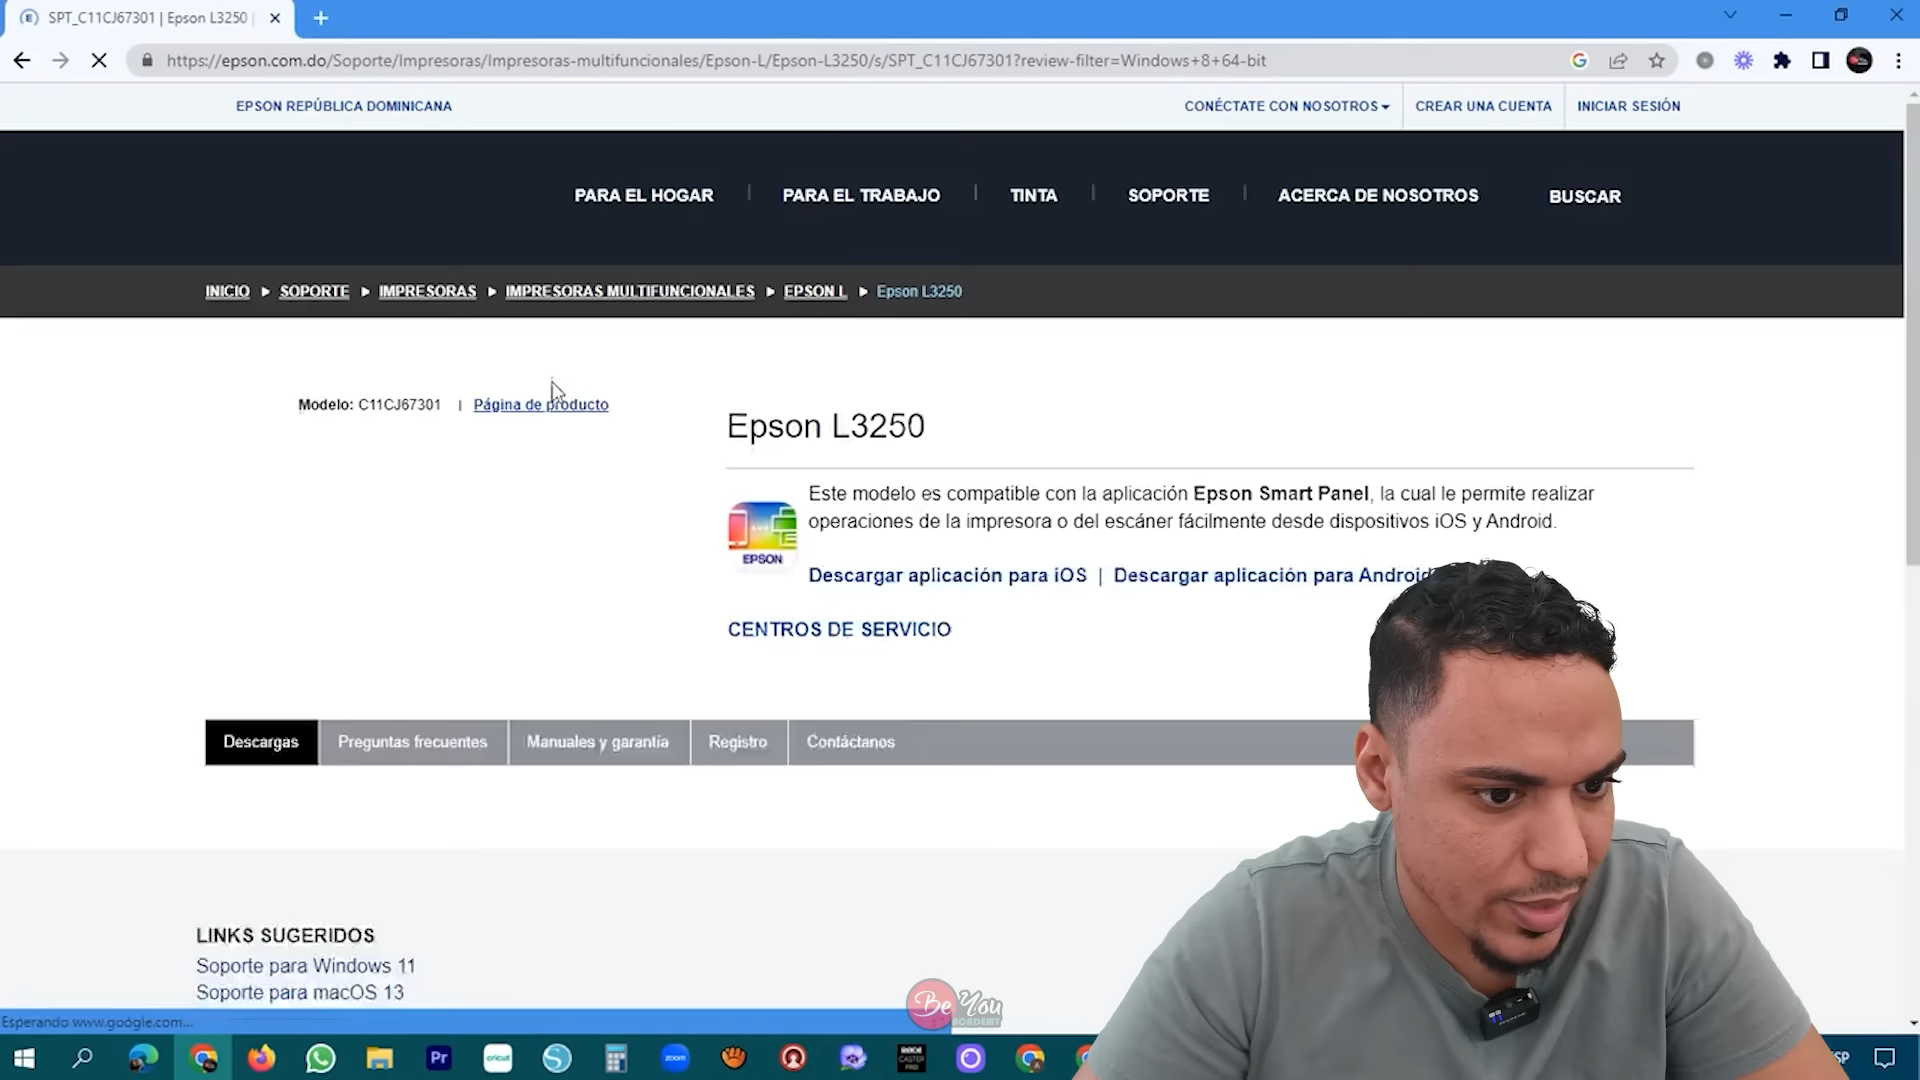 SPT_C11CJ67301 | Epson L3250 |
https://epson.com.do/Soporte/Impresoras/Impresoras-multifuncionales/Epson-L/Epson-L3250/s/SPT_C11CJ67301?review-filter=Windows+8+64-bit
EPSON REPÚBLICA DOMINICANA CONÉCTATE CON NOSOTROS CREAR UNA CUENTA INICIAR SESIÓN
PARA EL HOGAR | PARA EL TRABAJO | TINTA | SOPORTE | ACERCA DE NOSOTROS BUSCAR
INICIO ▶ SOPORTE ▶ IMPRESORAS ▶ IMPRESORAS MULTIFUNCIONALES ▶ EPSON L ▶ Epson L3250
Modelo: C11CJ67301 | Página de producto
Epson L3250
Este modelo es compatible con la aplicación Epson Smart Panel, la cual le permite realizar
operaciones de la impresora o del escáner fácilmente desde dispositivos iOS y Android.
EPSON
Descargar aplicación para iOS | Descargar aplicación para Android
CENTROS DE SERVICIO
Descargas Preguntas frecuentes Manuales y garantía Registro Contáctanos
LINKS SUGERIDOS
Soporte para Windows 11
Soporte para macOS 13
Be You
Esperando www.google.com...
Pr cricut zoom CASTER PRO